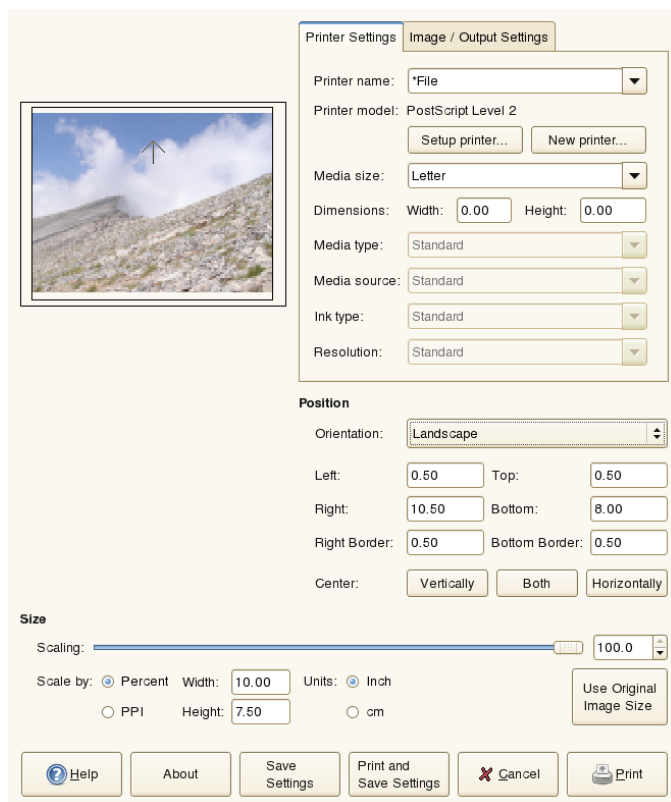 Printer Settings
Image / Output Settings
Printer name: *File
Printer model: PostScript Level 2
Setup printer... New printer...
Media size: Letter
Dimensions: Width: 0.00 Height: 0.00
Media type: Standard
Media source: Standard
Ink type: Standard
Resolution: Standard
Position
Orientation: Landscape
Left: 0.50 Top: 0.50
Right: 10.50 Bottom: 8.00
Right Border: 0.50 Bottom Border: 0.50
Center: Vertically Both Horizontally
Size
Scaling: 100.0
Scale by: Percent Width: 10.00 Units: Inch
PPI Height: 7.50 cm
Use Original
Image Size
Help
About
Save
Settings
Print and
Save Settings
Cancel
Print